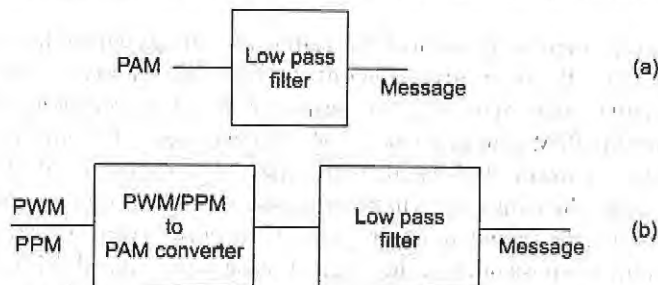 PAM
Low pass
filter
Message
(a)
PWM
PPM
PWM/PPM
to
PAM converter
Low pass
filter
Message
(b)